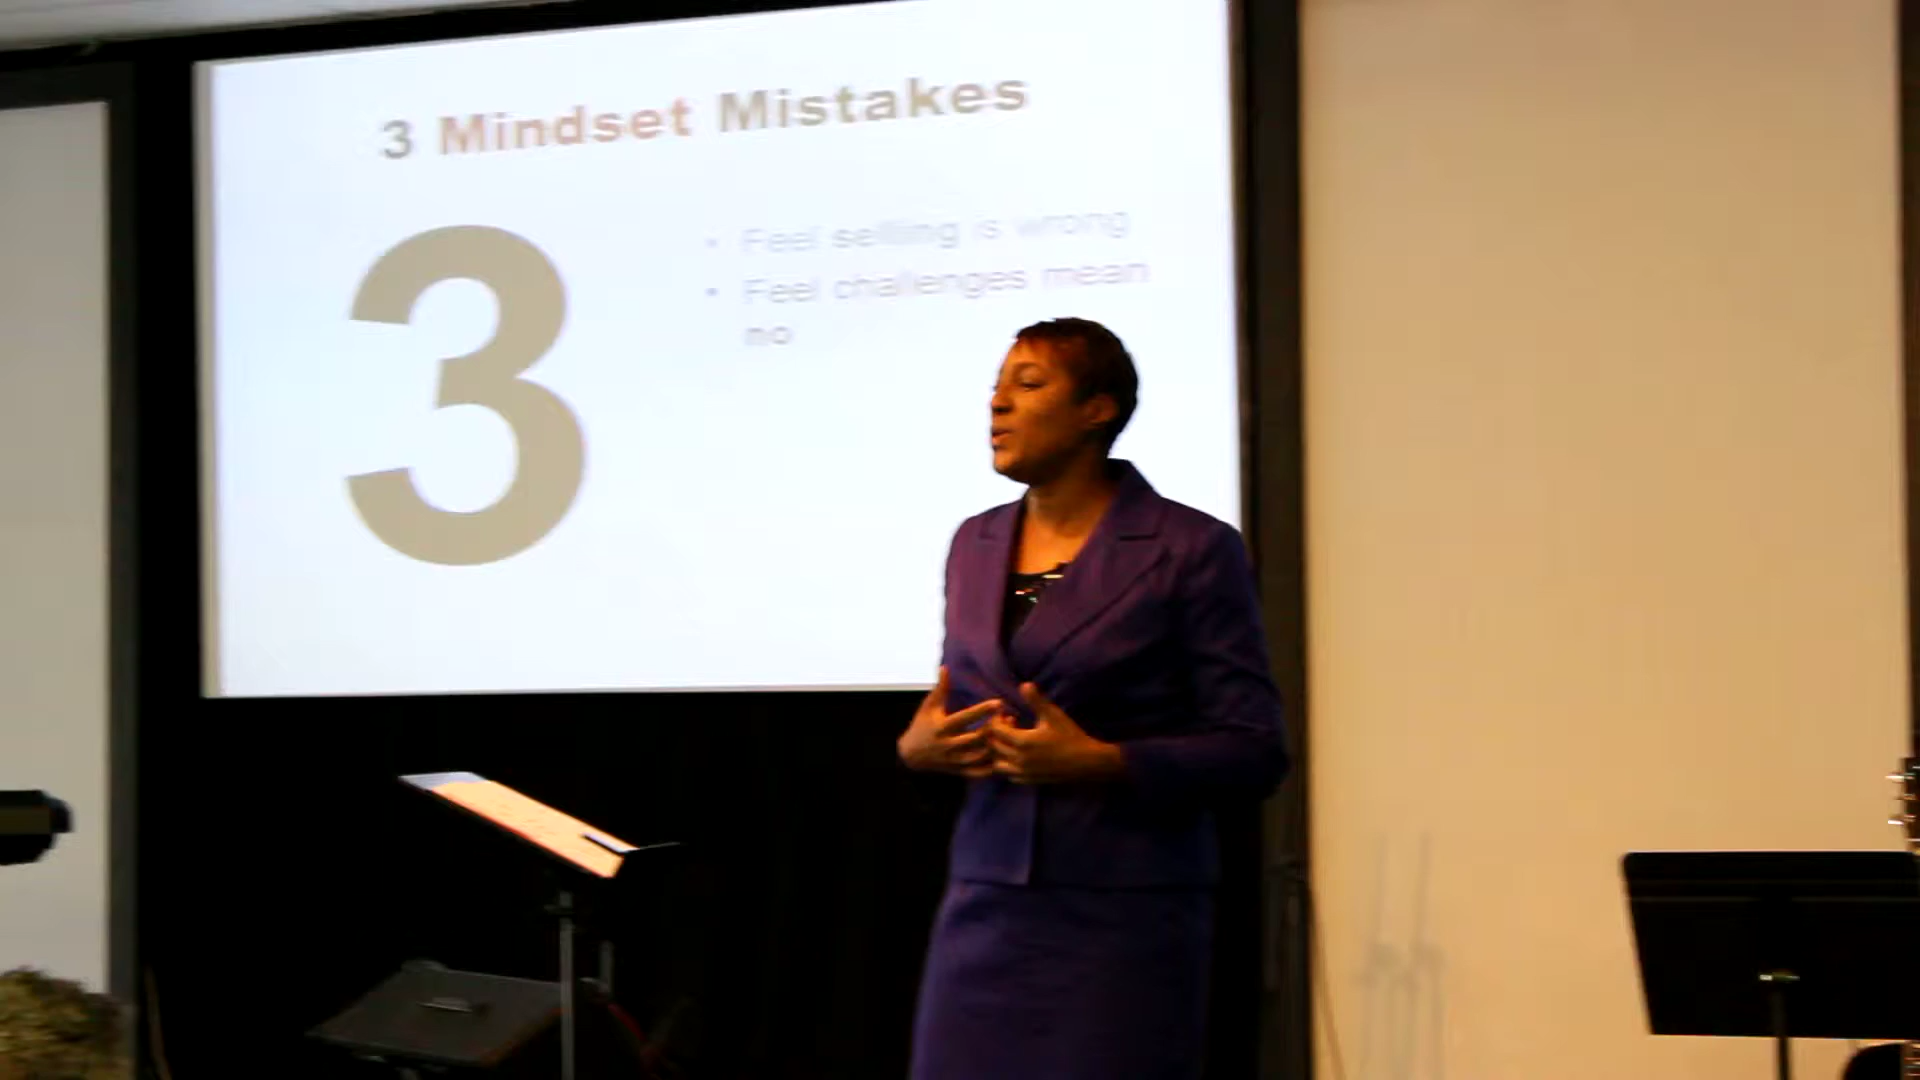 3 Mindset Mistakes
3
• Feel selling is wrong
• Feel challenges mean
no